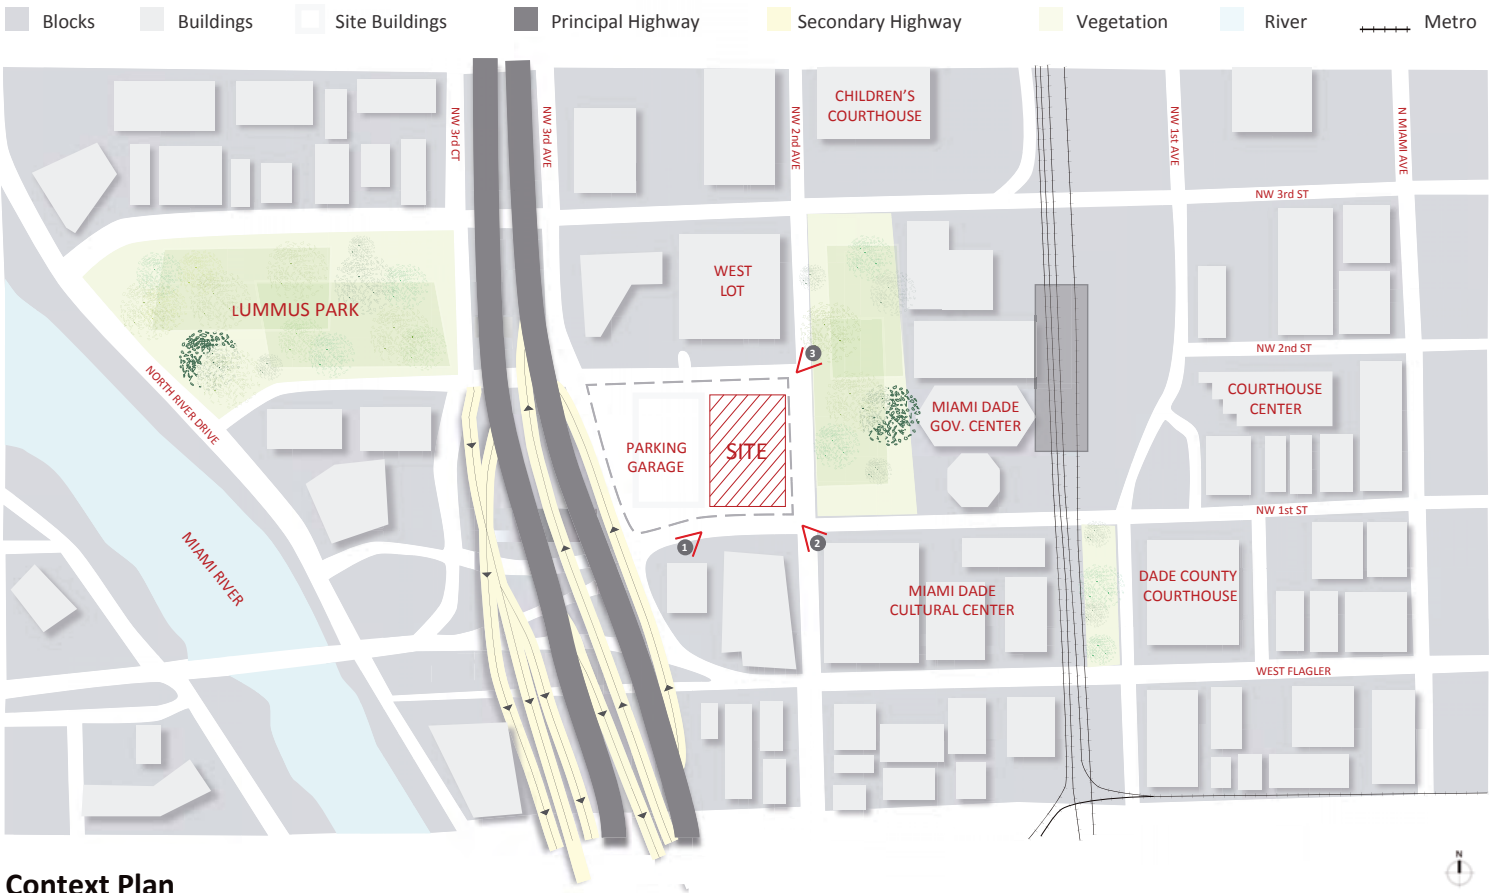 Blocks
Buildings
Site Buildings
Principal Highway
Secondary Highway
Vegetation
River
Metro
NW 3rd CT
NW 3rd AVE
NW 2nd AVE
CHILDREN'S
COURTHOUSE
NW 1st AVE
N MIAMI AVE
NW 3rd ST
WEST
LOT
LUMMUS PARK
NW 2nd ST
3
NORTH RIVER DRIVE
COURTHOUSE
CENTER
MIAMI DADE
GOV. CENTER
PARKING
GARAGE
SITE
NW 1st ST
1
2
MIAMI RIVER
MIAMI DADE
CULTURAL CENTER
DADE COUNTY
COURTHOUSE
WEST FLAGLER
N
Context Plan